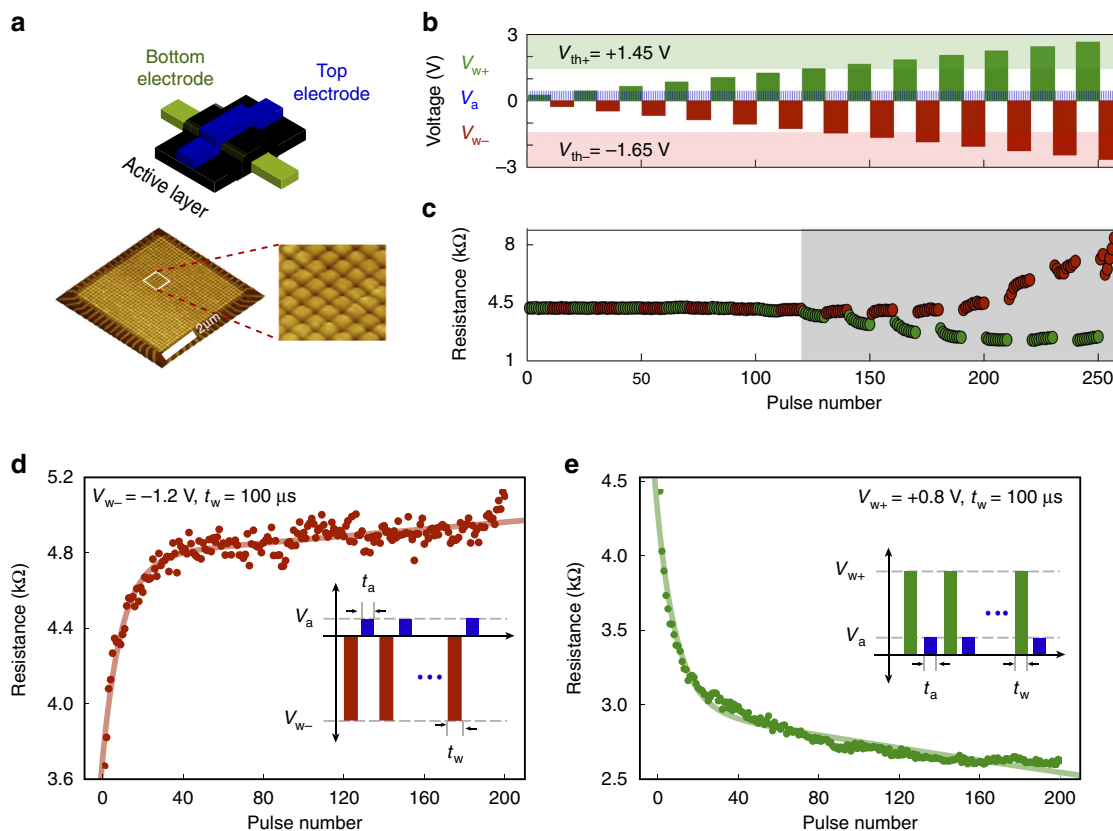 a
Bottom
electrode
Top
electrode
Active layer
2μm
b
Voltage (V)
V_w+
V_a
V_w–
3
0
–3
V_th+ = +1.45 V
V_th– = –1.65 V
c
Resistance (kΩ)
8
4.5
1
0 50 100 150 200 250
Pulse number
d
Resistance (kΩ)
5.2
4.8
4.4
4.0
3.6
V_w– = –1.2 V, t_w = 100 μs
t_a
V_a
V_w–
t_w
0 40 80 120 160 200
Pulse number
e
Resistance (kΩ)
4.5
4.0
3.5
3.0
2.5
V_w+ = +0.8 V, t_w = 100 μs
V_w+
V_a
t_a
t_w
0 40 80 120 160 200
Pulse number